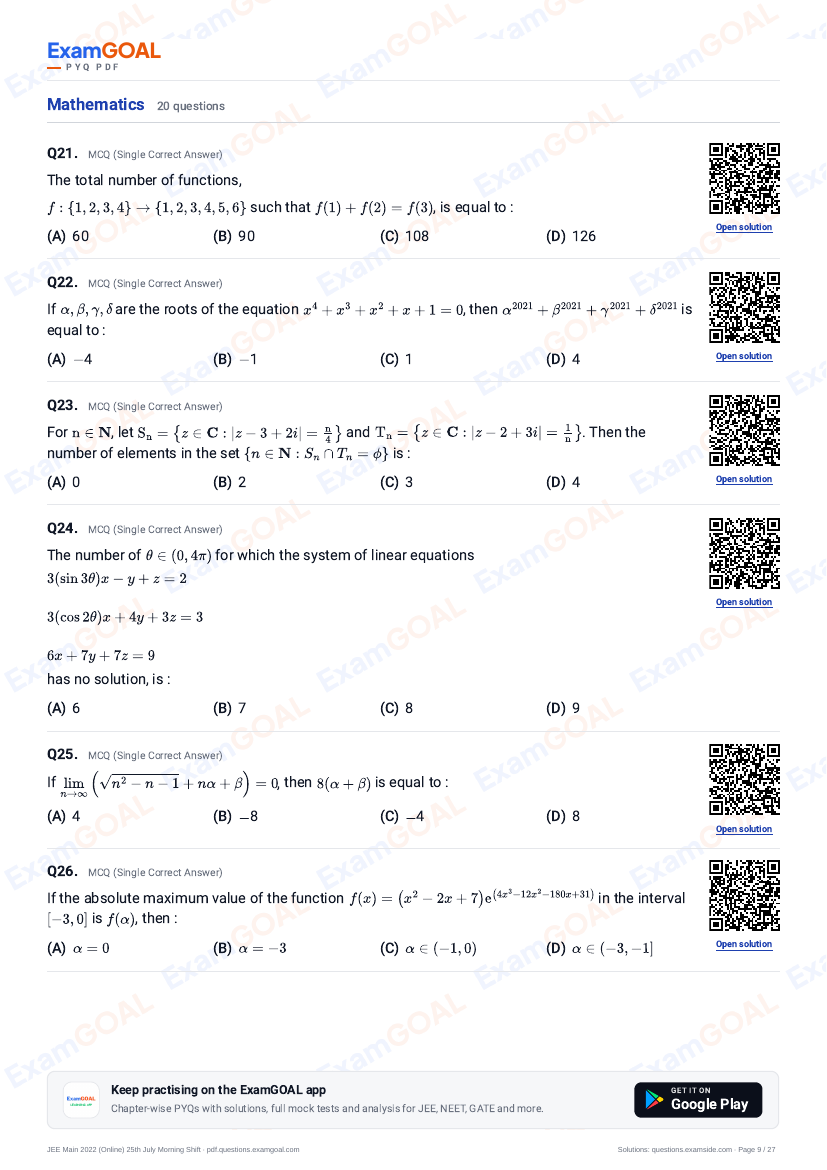 ExamGOAL
PYQ PDF
Mathematics 20 questions
Q21. MCQ (Single Correct Answer)
The total number of functions,
f : {1, 2, 3, 4} → {1, 2, 3, 4, 5, 6} such that f(1) + f(2) = f(3), is equal to :
(A) 60 (B) 90 (C) 108 (D) 126
Open solution
Q22. MCQ (Single Correct Answer)
If α, β, γ, δ are the roots of the equation x⁴ + x³ + x² + x + 1 = 0, then α²⁰²¹ + β²⁰²¹ + γ²⁰²¹ + δ²⁰²¹ is
equal to :
(A) −4 (B) −1 (C) 1 (D) 4
Open solution
Q23. MCQ (Single Correct Answer)
For n ∈ N, let Sₙ = {z ∈ C : |z − 3 + 2i| = n/4} and Tₙ = {z ∈ C : |z − 2 + 3i| = 1/n}. Then the
number of elements in the set {n ∈ N : Sₙ ∩ Tₙ = ϕ} is :
(A) 0 (B) 2 (C) 3 (D) 4
Open solution
Q24. MCQ (Single Correct Answer)
The number of θ ∈ (0, 4π) for which the system of linear equations
3(sin 3θ)x − y + z = 2
3(cos 2θ)x + 4y + 3z = 3
6x + 7y + 7z = 9
has no solution, is :
(A) 6 (B) 7 (C) 8 (D) 9
Open solution
Q25. MCQ (Single Correct Answer)
If lim n→∞ (√(n² − n − 1) + nα + β) = 0, then 8(α + β) is equal to :
(A) 4 (B) −8 (C) −4 (D) 8
Open solution
Q26. MCQ (Single Correct Answer)
If the absolute maximum value of the function f(x) = (x² − 2x + 7)e^(4x³−12x²−180x+31) in the interval
[−3, 0] is f(α), then :
(A) α = 0 (B) α = −3 (C) α ∈ (−1, 0) (D) α ∈ (−3, −1]
Open solution
Keep practising on the ExamGOAL app
Chapter-wise PYQs with solutions, full mock tests and analysis for JEE, NEET, GATE and more.
GET IT ON
Google Play
JEE Main 2022 (Online) 25th July Morning Shift · pdf.questions.examgoal.com Solutions: questions.examside.com · Page 9 / 27